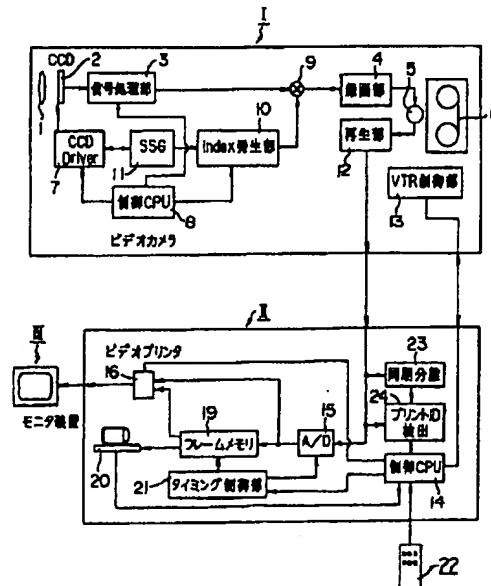 I
CCD
2
3
信号処理部
9
4
録画部
5
6
1
10
再生部
12
CCD Driver
7
SSG
11
Index発生部
VTR制御部
13
制御CPU
8
ビデオカメラ
II
III
ビデオプリンタ
16
23
同期分離
モニタ装置
24
プリントID検出
19
フレームメモリ
15
A/D
20
21
タイミング制御部
制御CPU
14
22